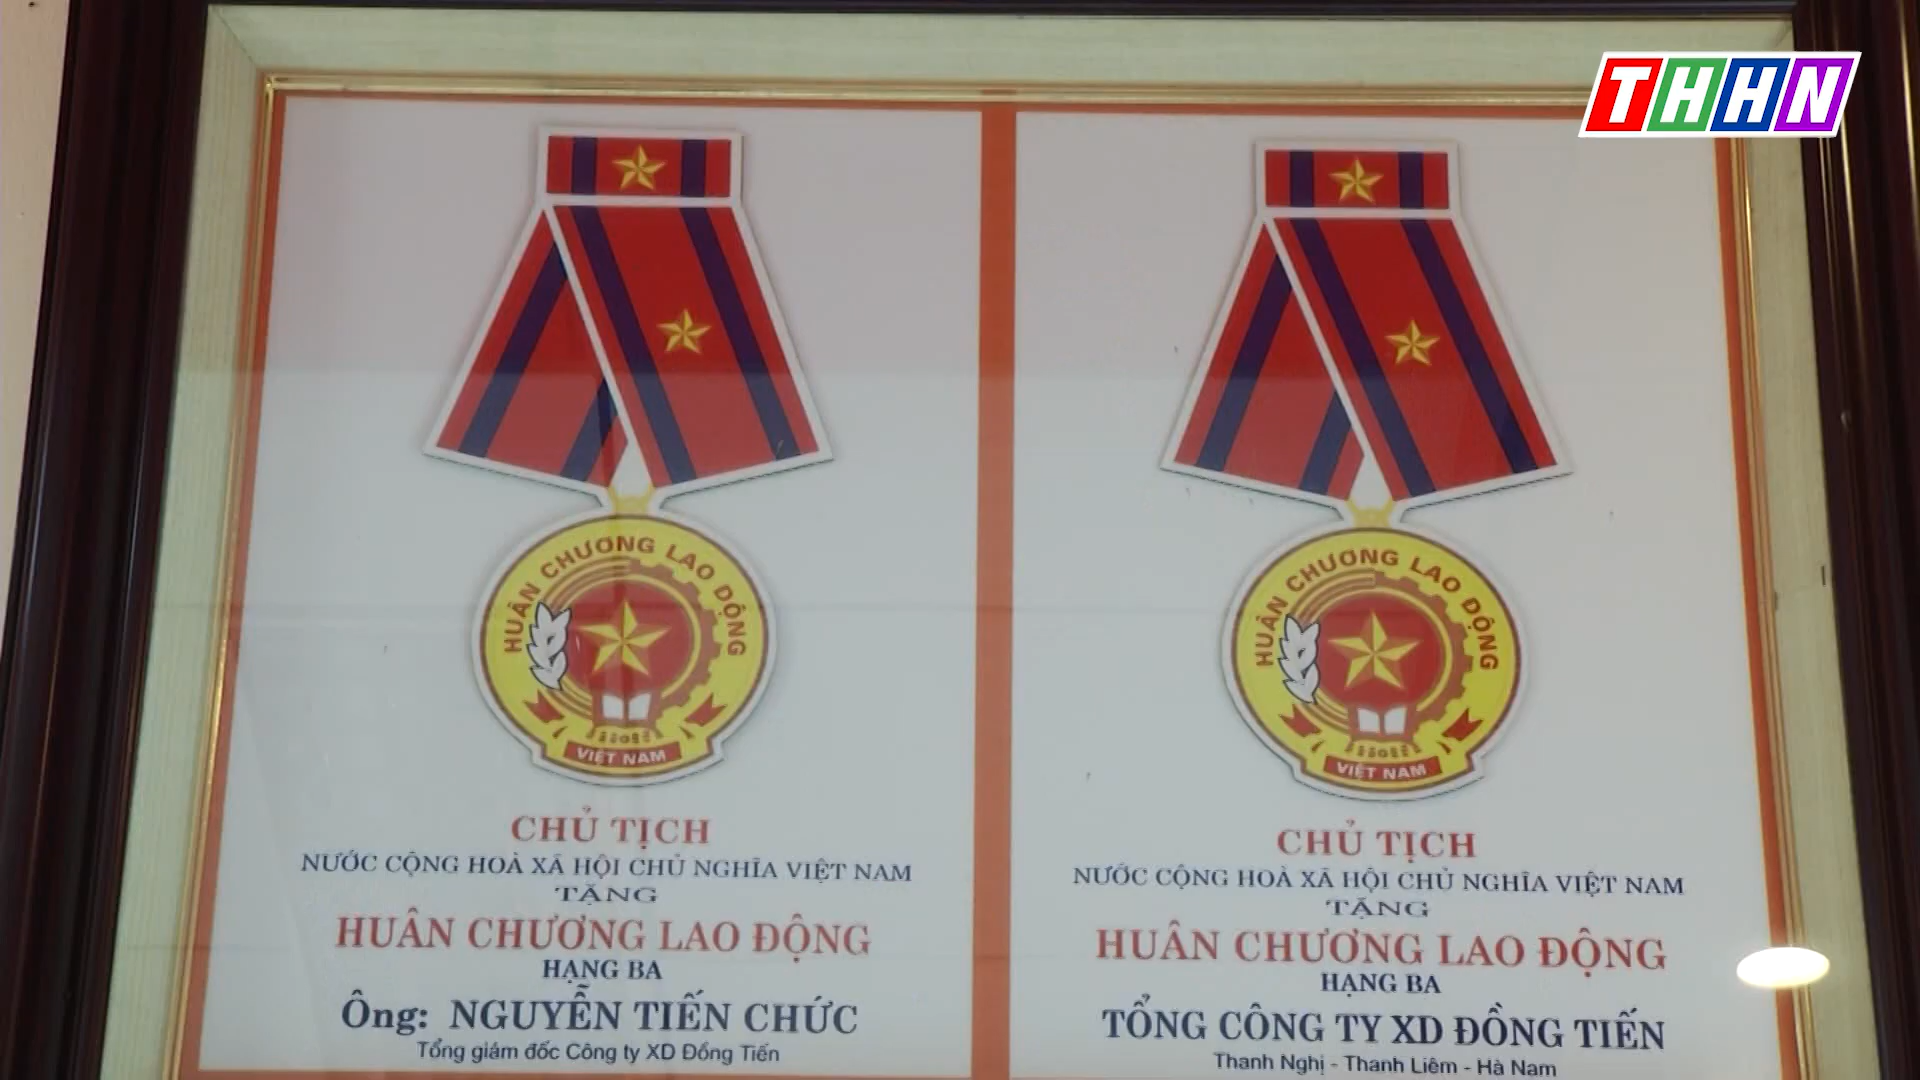 THHN
HUÂN CHƯƠNG LAO ĐỘNG
VIỆT NAM
CHỦ TỊCH
NƯỚC CỘNG HOÀ XÃ HỘI CHỦ NGHĨA VIỆT NAM
TẶNG
HUÂN CHƯƠNG LAO ĐỘNG
HẠNG BA
Ông: NGUYỄN TIẾN CHỨC
Tổng giám đốc Công ty XD Đồng Tiến
HUÂN CHƯƠNG LAO ĐỘNG
VIỆT NAM
CHỦ TỊCH
NƯỚC CỘNG HOÀ XÃ HỘI CHỦ NGHĨA VIỆT NAM
TẶNG
HUÂN CHƯƠNG LAO ĐỘNG
HẠNG BA
TỔNG CÔNG TY XD ĐỒNG TIẾN
Thanh Nghị - Thanh Liêm - Hà Nam